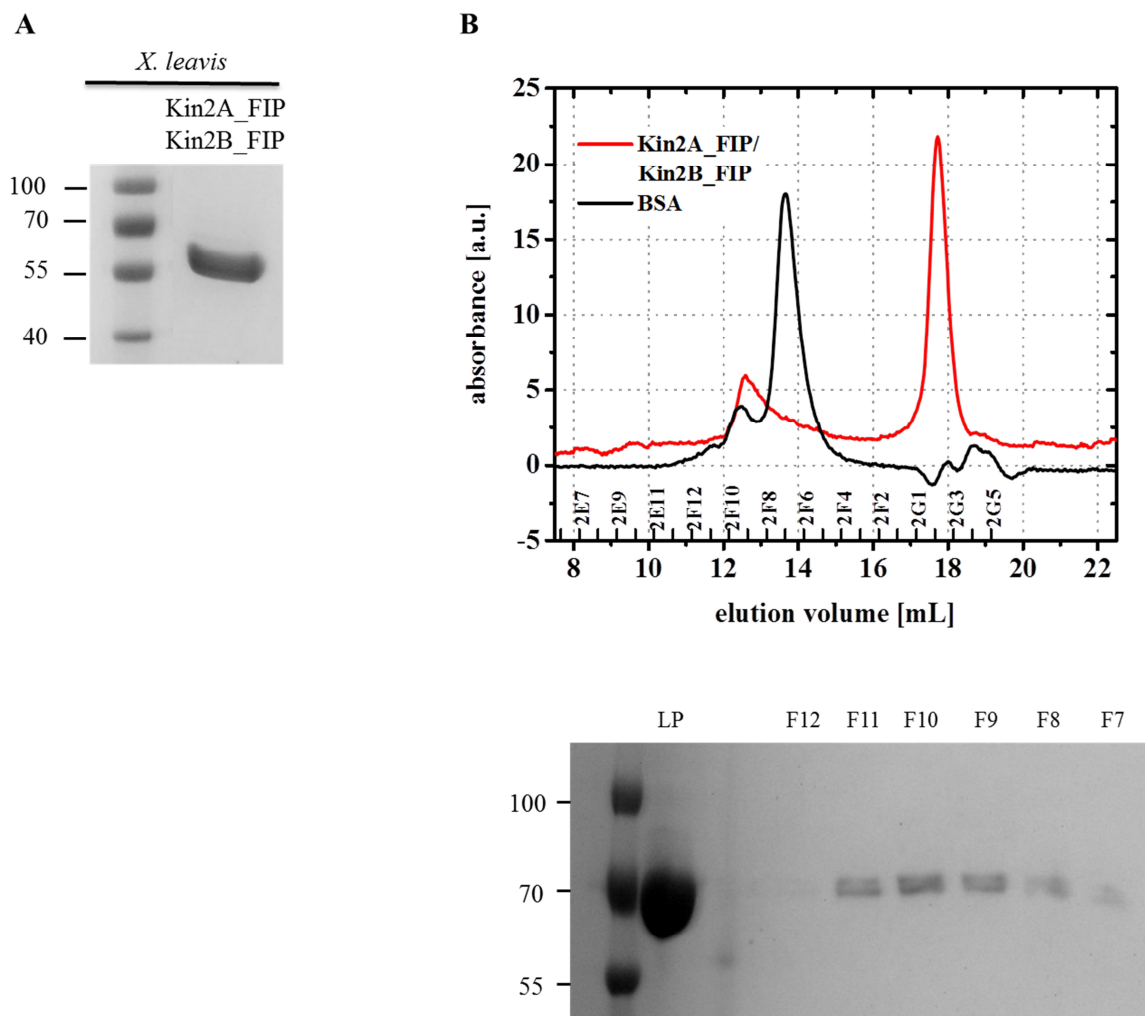 A
X. leavis
Kin2A_FIP
Kin2B_FIP
100
70
55
40
B
25
20
15
10
5
0
-5
absorbance [a.u.]
Kin2A_FIP/
Kin2B_FIP
BSA
2E7 2E9 2E11 2F12 2F10 2F8 2F6 2F4 2F2 2G1 2G3 2G5
8 10 12 14 16 18 20 22
elution volume [mL]
LP F12 F11 F10 F9 F8 F7
100
70
55